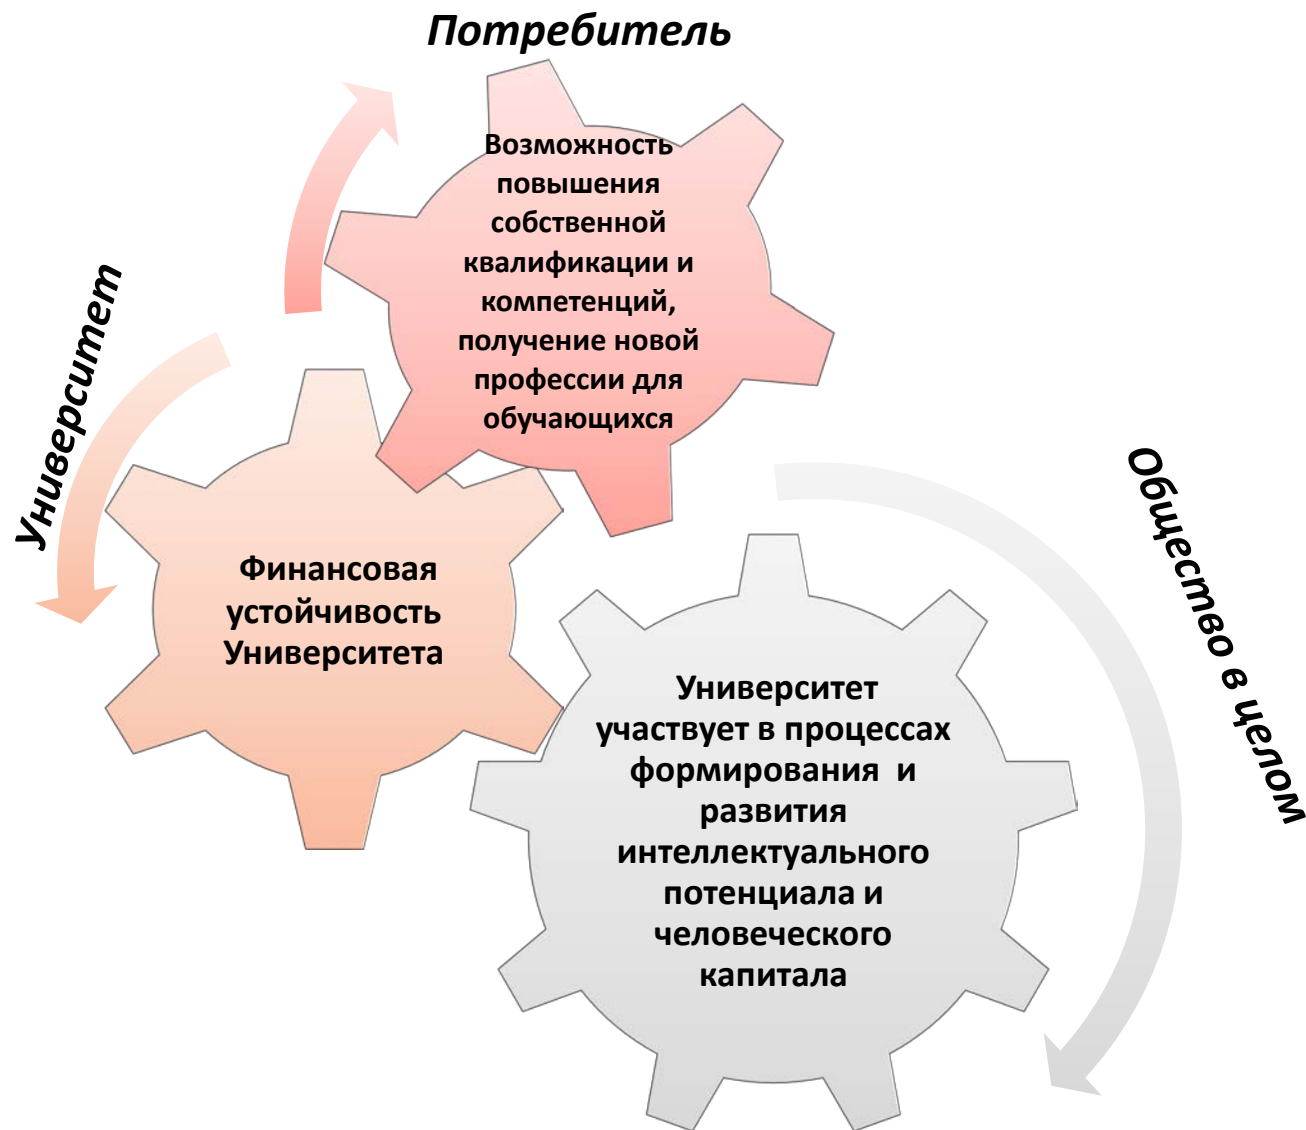 Потребитель
Возможность
повышения
собственной
квалификации и
компетенций,
получение новой
профессии для
обучающихся
Университет
Финансовая
устойчивость
Университета
Общество в целом
Университет
участвует в процессах
формирования и
развития
интеллектуального
потенциала и
человеческого
капитала